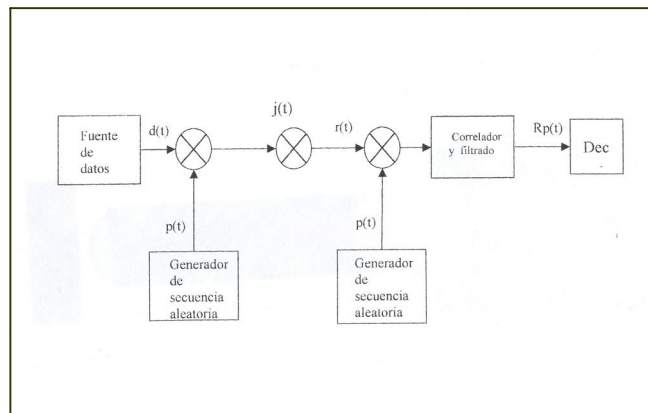 j(t)
Fuente
de
datos
d(t)
r(t)
Correlador
y filtrado
Rp(t)
Dec
p(t)
p(t)
Generador
de
secuencia
aleatoria
Generador
de
secuencia
aleatoria